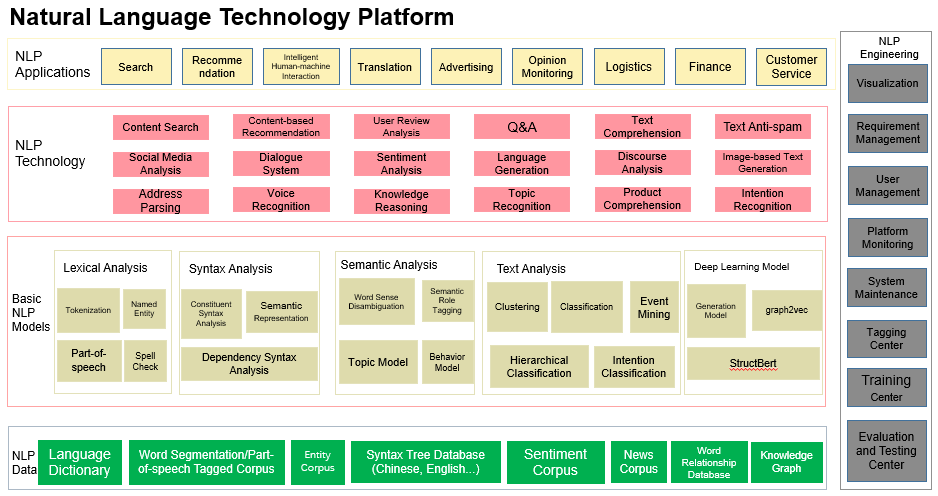 Natural Language Technology Platform
NLP
Applications
Search
Recomme
ndation
Intelligent
Human-machine
Interaction
Translation
Advertising
Opinion
Monitoring
Logistics
Finance
Customer
Service
NLP
Technology
Content Search
Content-based
Recommendation
User Review
Analysis
Q&A
Text
Comprehension
Text Anti-spam
Social Media
Analysis
Dialogue
System
Sentiment
Analysis
Language
Generation
Discourse
Analysis
Image-based Text
Generation
Address
Parsing
Voice
Recognition
Knowledge
Reasoning
Topic
Recognition
Product
Comprehension
Intention
Recognition
Basic
NLP
Models
Lexical Analysis
Tokenization
Named
Entity
Part-of-
speech
Spell
Check
Syntax Analysis
Constituent
Syntax
Analysis
Semantic
Representation
Dependency Syntax
Analysis
Semantic Analysis
Word Sense
Disambiguation
Semantic
Role
Tagging
Topic Model
Behavior
Model
Text Analysis
Clustering
Classification
Event
Mining
Hierarchical
Classification
Intention
Classification
Deep Learning Model
Generation
Model
graph2vec
StructBert
NLP
Data
Language
Dictionary
Word Segmentation/Part-
of-speech Tagged Corpus
Entity
Corpus
Syntax Tree Database
(Chinese, English...)
Sentiment
Corpus
News
Corpus
Word
Relationship
Database
Knowledge
Graph
NLP
Engineering
Visualization
Requirement
Management
User
Management
Platform
Monitoring
System
Maintenance
Tagging
Center
Training
Center
Evaluation
and Testing
Center